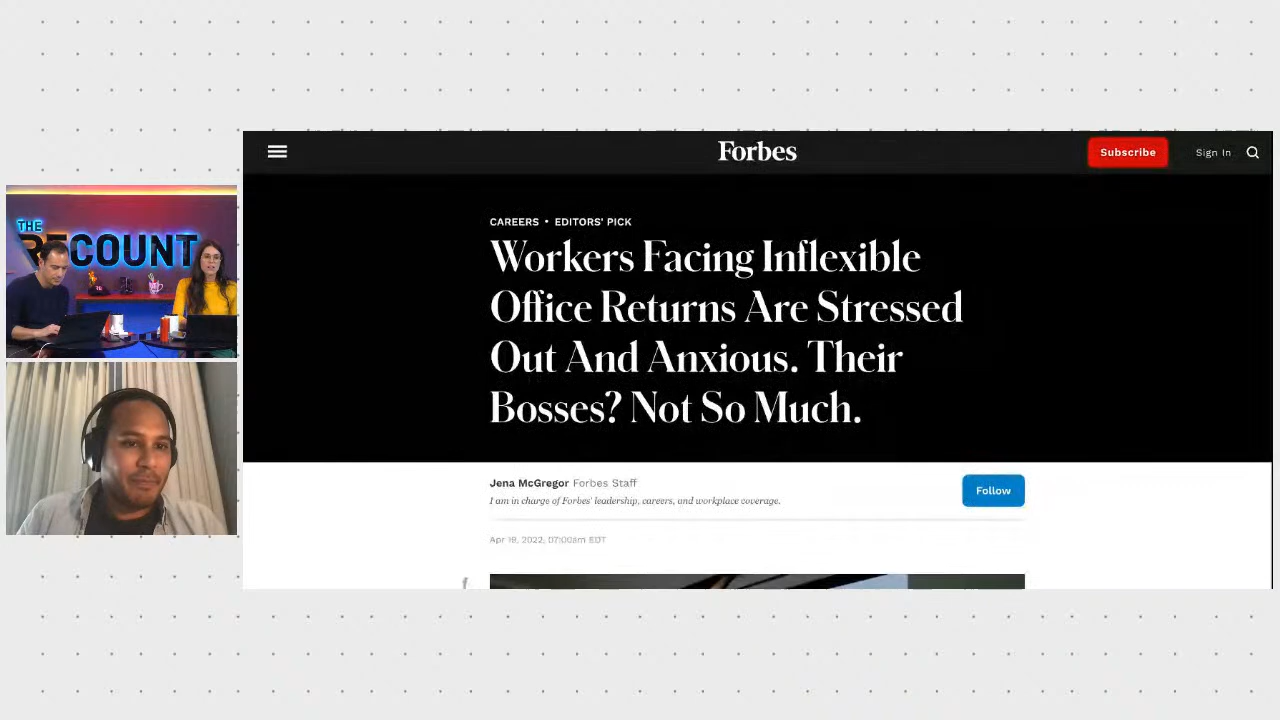 Forbes
Subscribe
Sign In
CAREERS • EDITORS' PICK
Workers Facing Inflexible
Office Returns Are Stressed
Out And Anxious. Their
Bosses? Not So Much.
Jena McGregor Forbes Staff
I am in charge of Forbes' leadership, careers, and workplace coverage.
Follow
Apr 19, 2022, 07:00am EDT
THE
RECOUNT